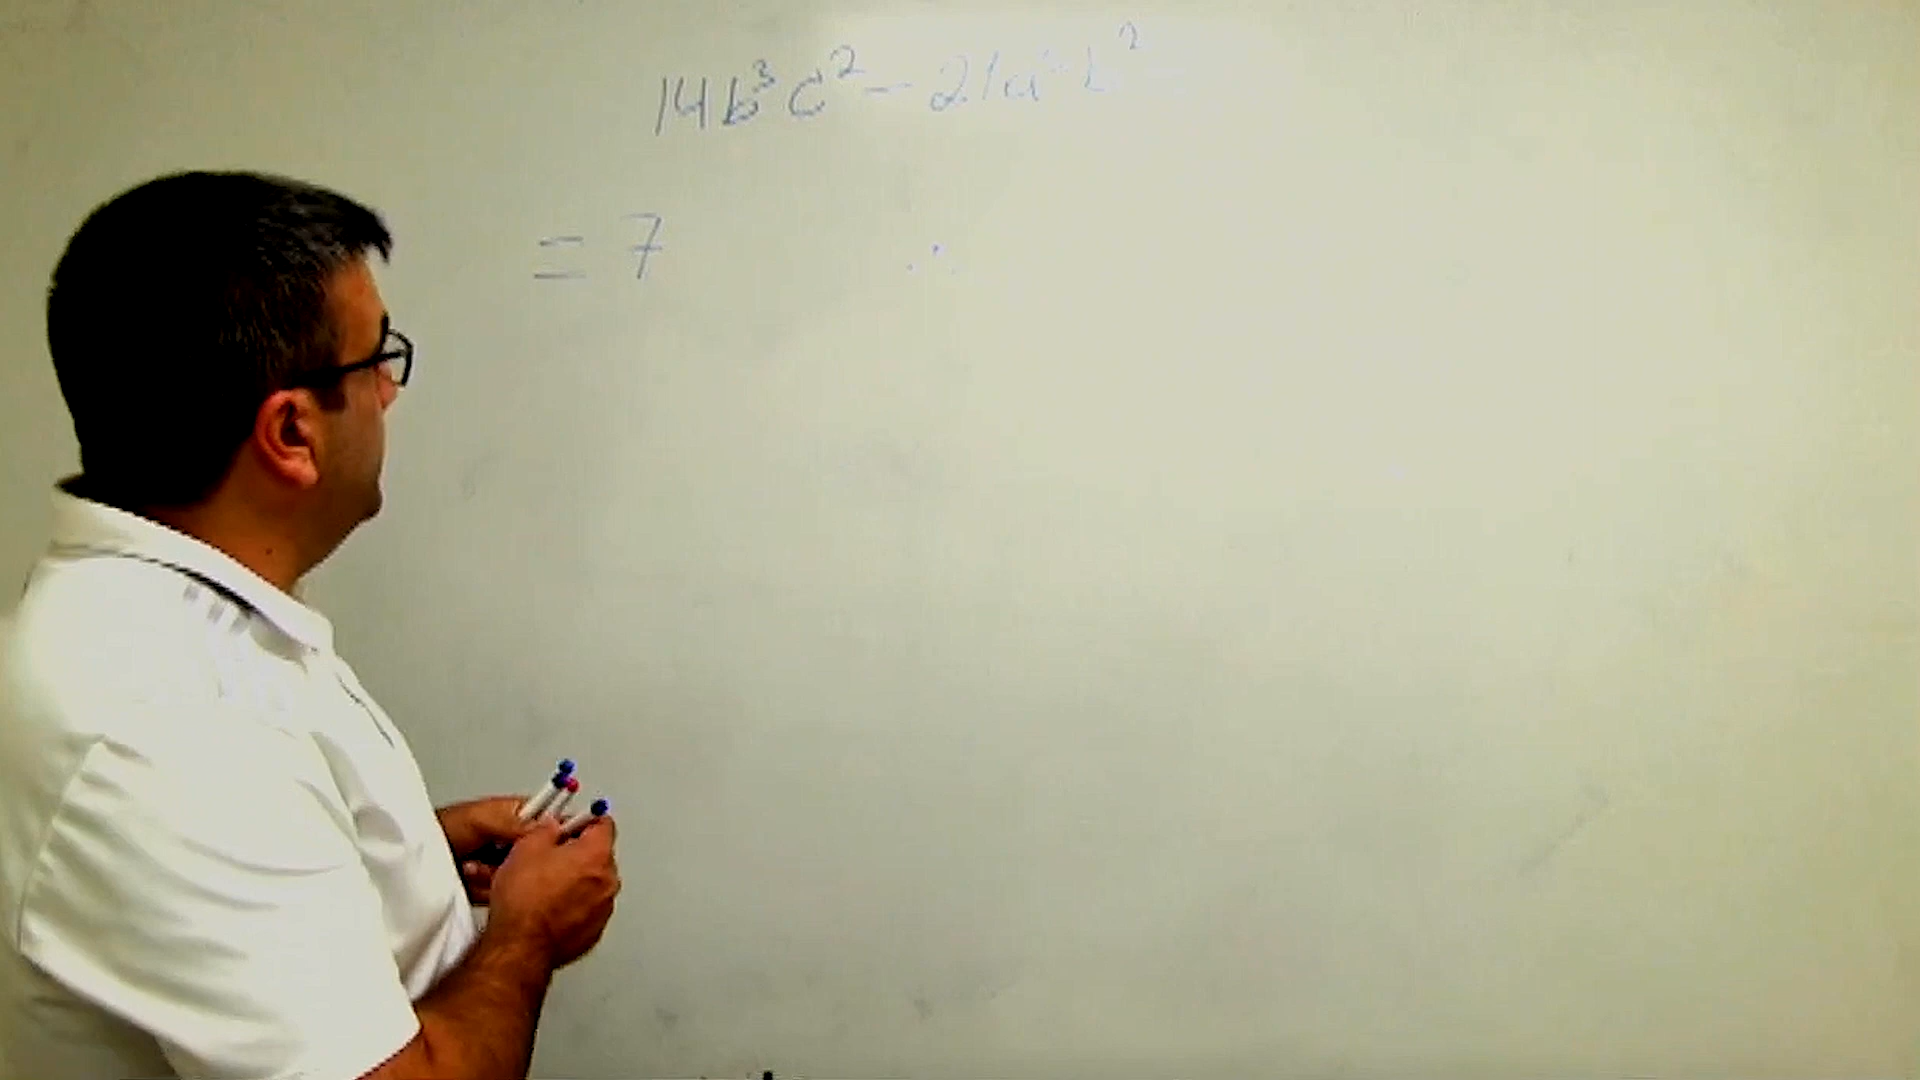 14b³c² - 21a²b²
= 7